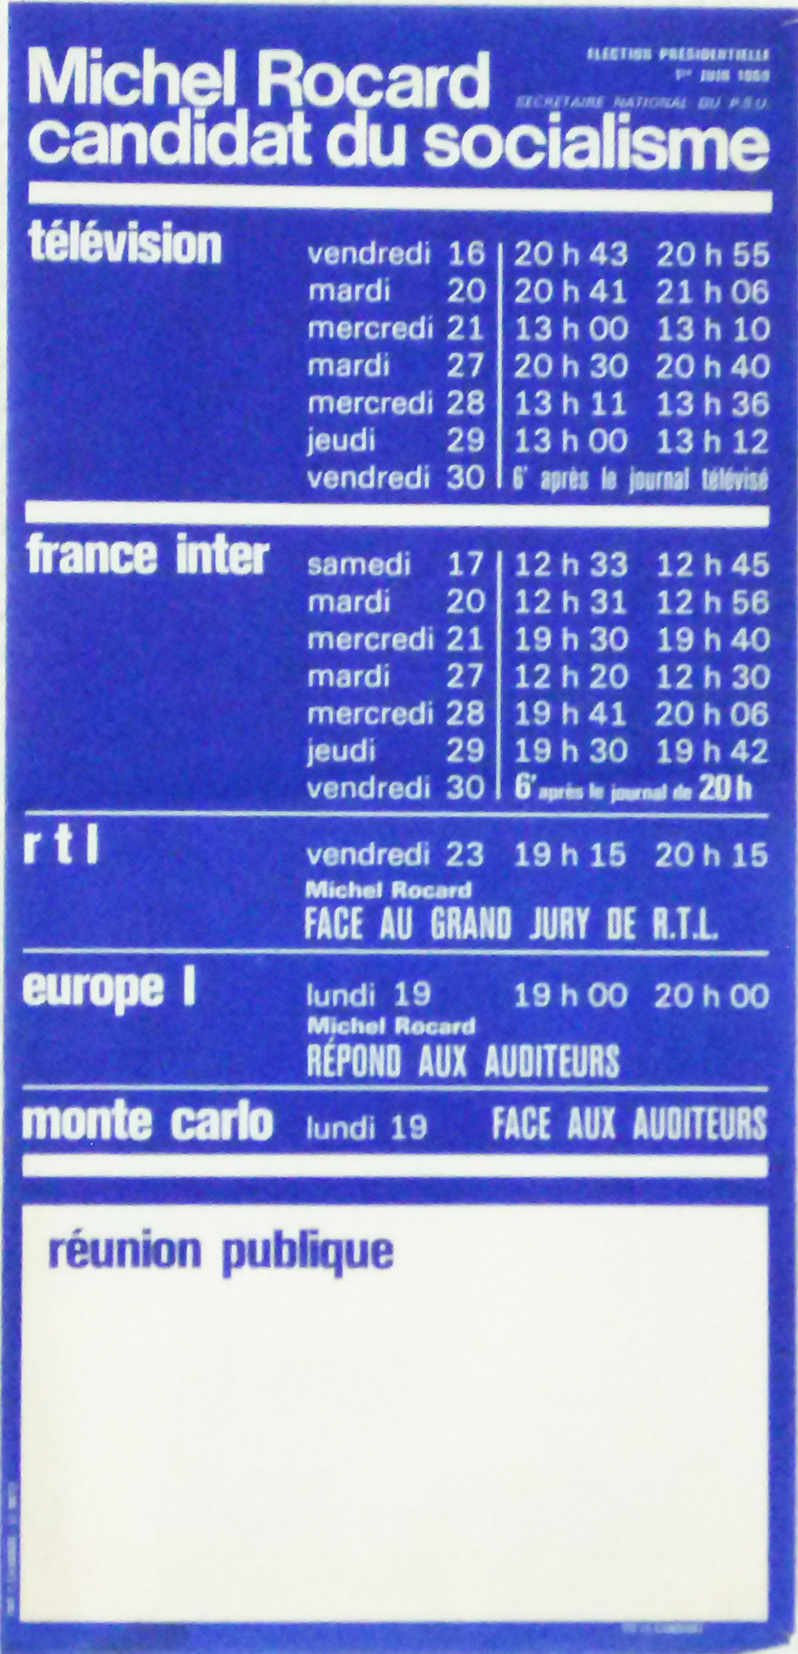 ELECTION PRÉSIDENTIELLE
1er JUIN 1969
Michel Rocard
SECRETAIRE NATIONAL DU P.S.U.
candidat du socialisme
télévision
vendredi 16 20 h 43 20 h 55
mardi 20 20 h 41 21 h 06
mercredi 21 13 h 00 13 h 10
mardi 27 20 h 30 20 h 40
mercredi 28 13 h 11 13 h 36
jeudi 29 13 h 00 13 h 12
vendredi 30 6' après le journal télévisé
france inter
samedi 17 12 h 33 12 h 45
mardi 20 12 h 31 12 h 56
mercredi 21 19 h 30 19 h 40
mardi 27 12 h 20 12 h 30
mercredi 28 19 h 41 20 h 06
jeudi 29 19 h 30 19 h 42
vendredi 30 6' après le journal de 20 h
r t l
vendredi 23 19 h 15 20 h 15
Michel Rocard
FACE AU GRAND JURY DE R.T.L.
europe I
lundi 19 19 h 00 20 h 00
Michel Rocard
RÉPOND AUX AUDITEURS
monte carlo lundi 19 FACE AUX AUDITEURS
réunion publique